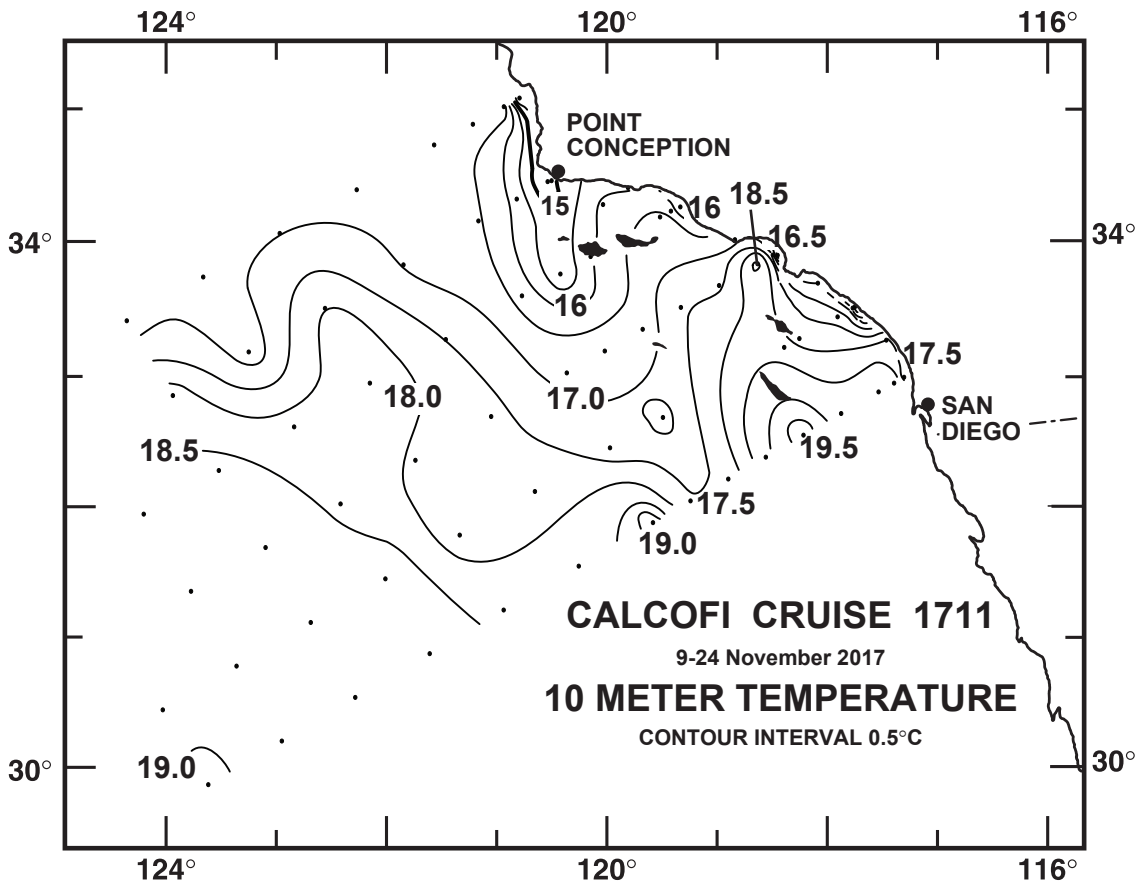 124° 120° 116°
POINT
CONCEPTION
18.5
15
16
34° 16.5 34°
16
17.5
18.0 17.0
SAN
DIEGO
18.5 19.5
17.5
19.0
CALCOFI CRUISE 1711
9-24 November 2017
10 METER TEMPERATURE
CONTOUR INTERVAL 0.5°C
30° 19.0 30°
124° 120° 116°